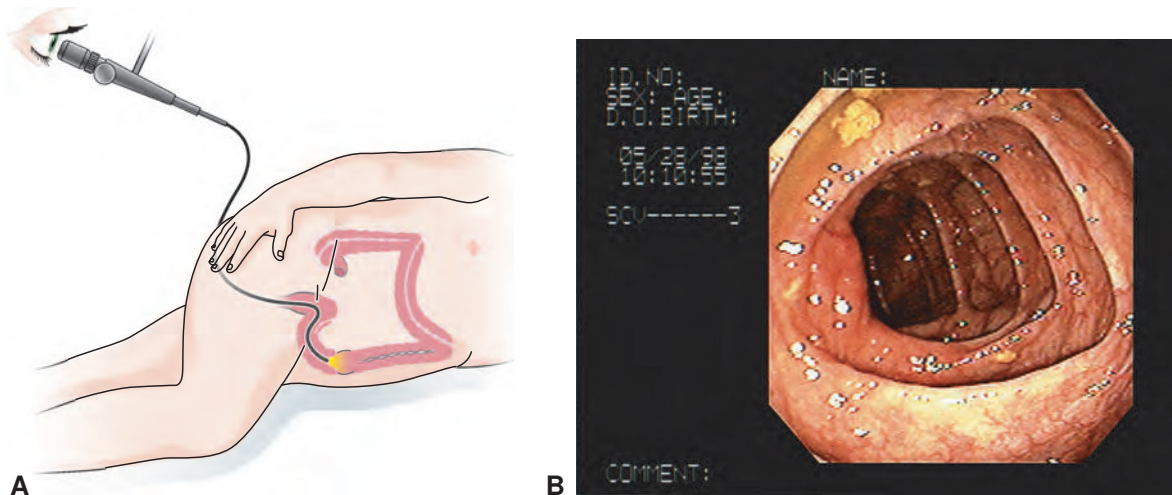 ID.NO: NAME:
SEX: AGE:
D.O.BIRTH:
05/28/98
10:10:55
SCV------3
COMMENT:
A B